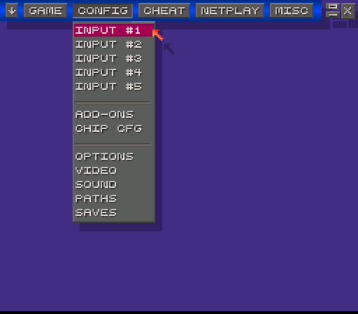 GAME CONFIG CHEAT NETPLAY MISC
INPUT #1
INPUT #2
INPUT #3
INPUT #4
INPUT #5
ADD-ONS
CHIP CFG
OPTIONS
VIDEO
SOUND
PATHS
SAVES